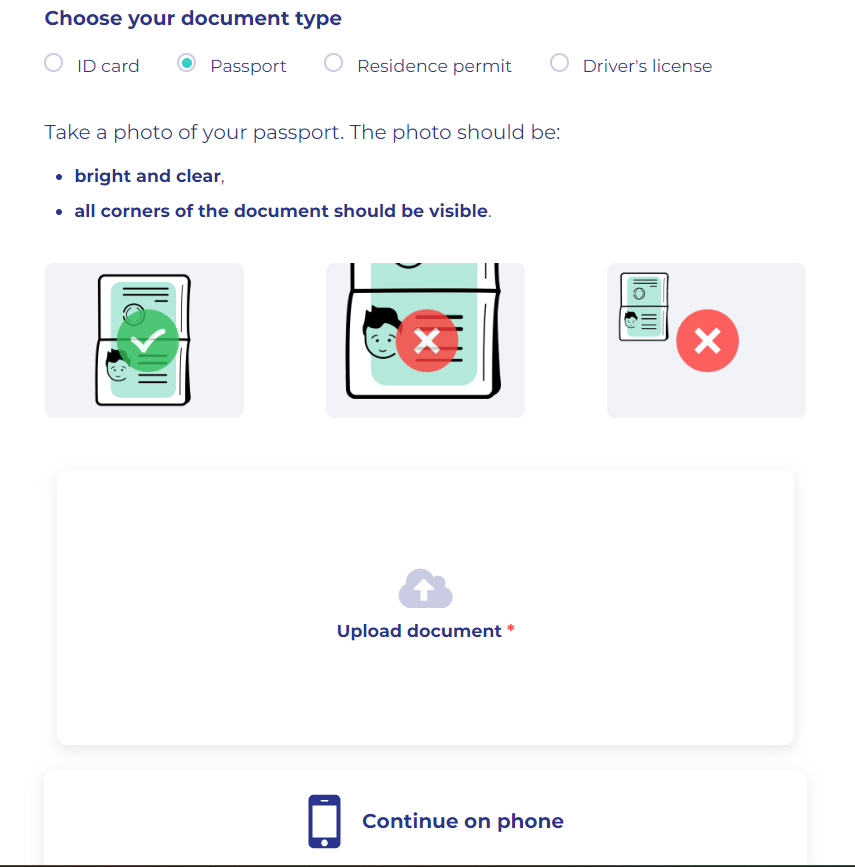 Choose your document type
ID card Passport Residence permit Driver's license
Take a photo of your passport. The photo should be:
• bright and clear,
• all corners of the document should be visible.
Upload document *
Continue on phone